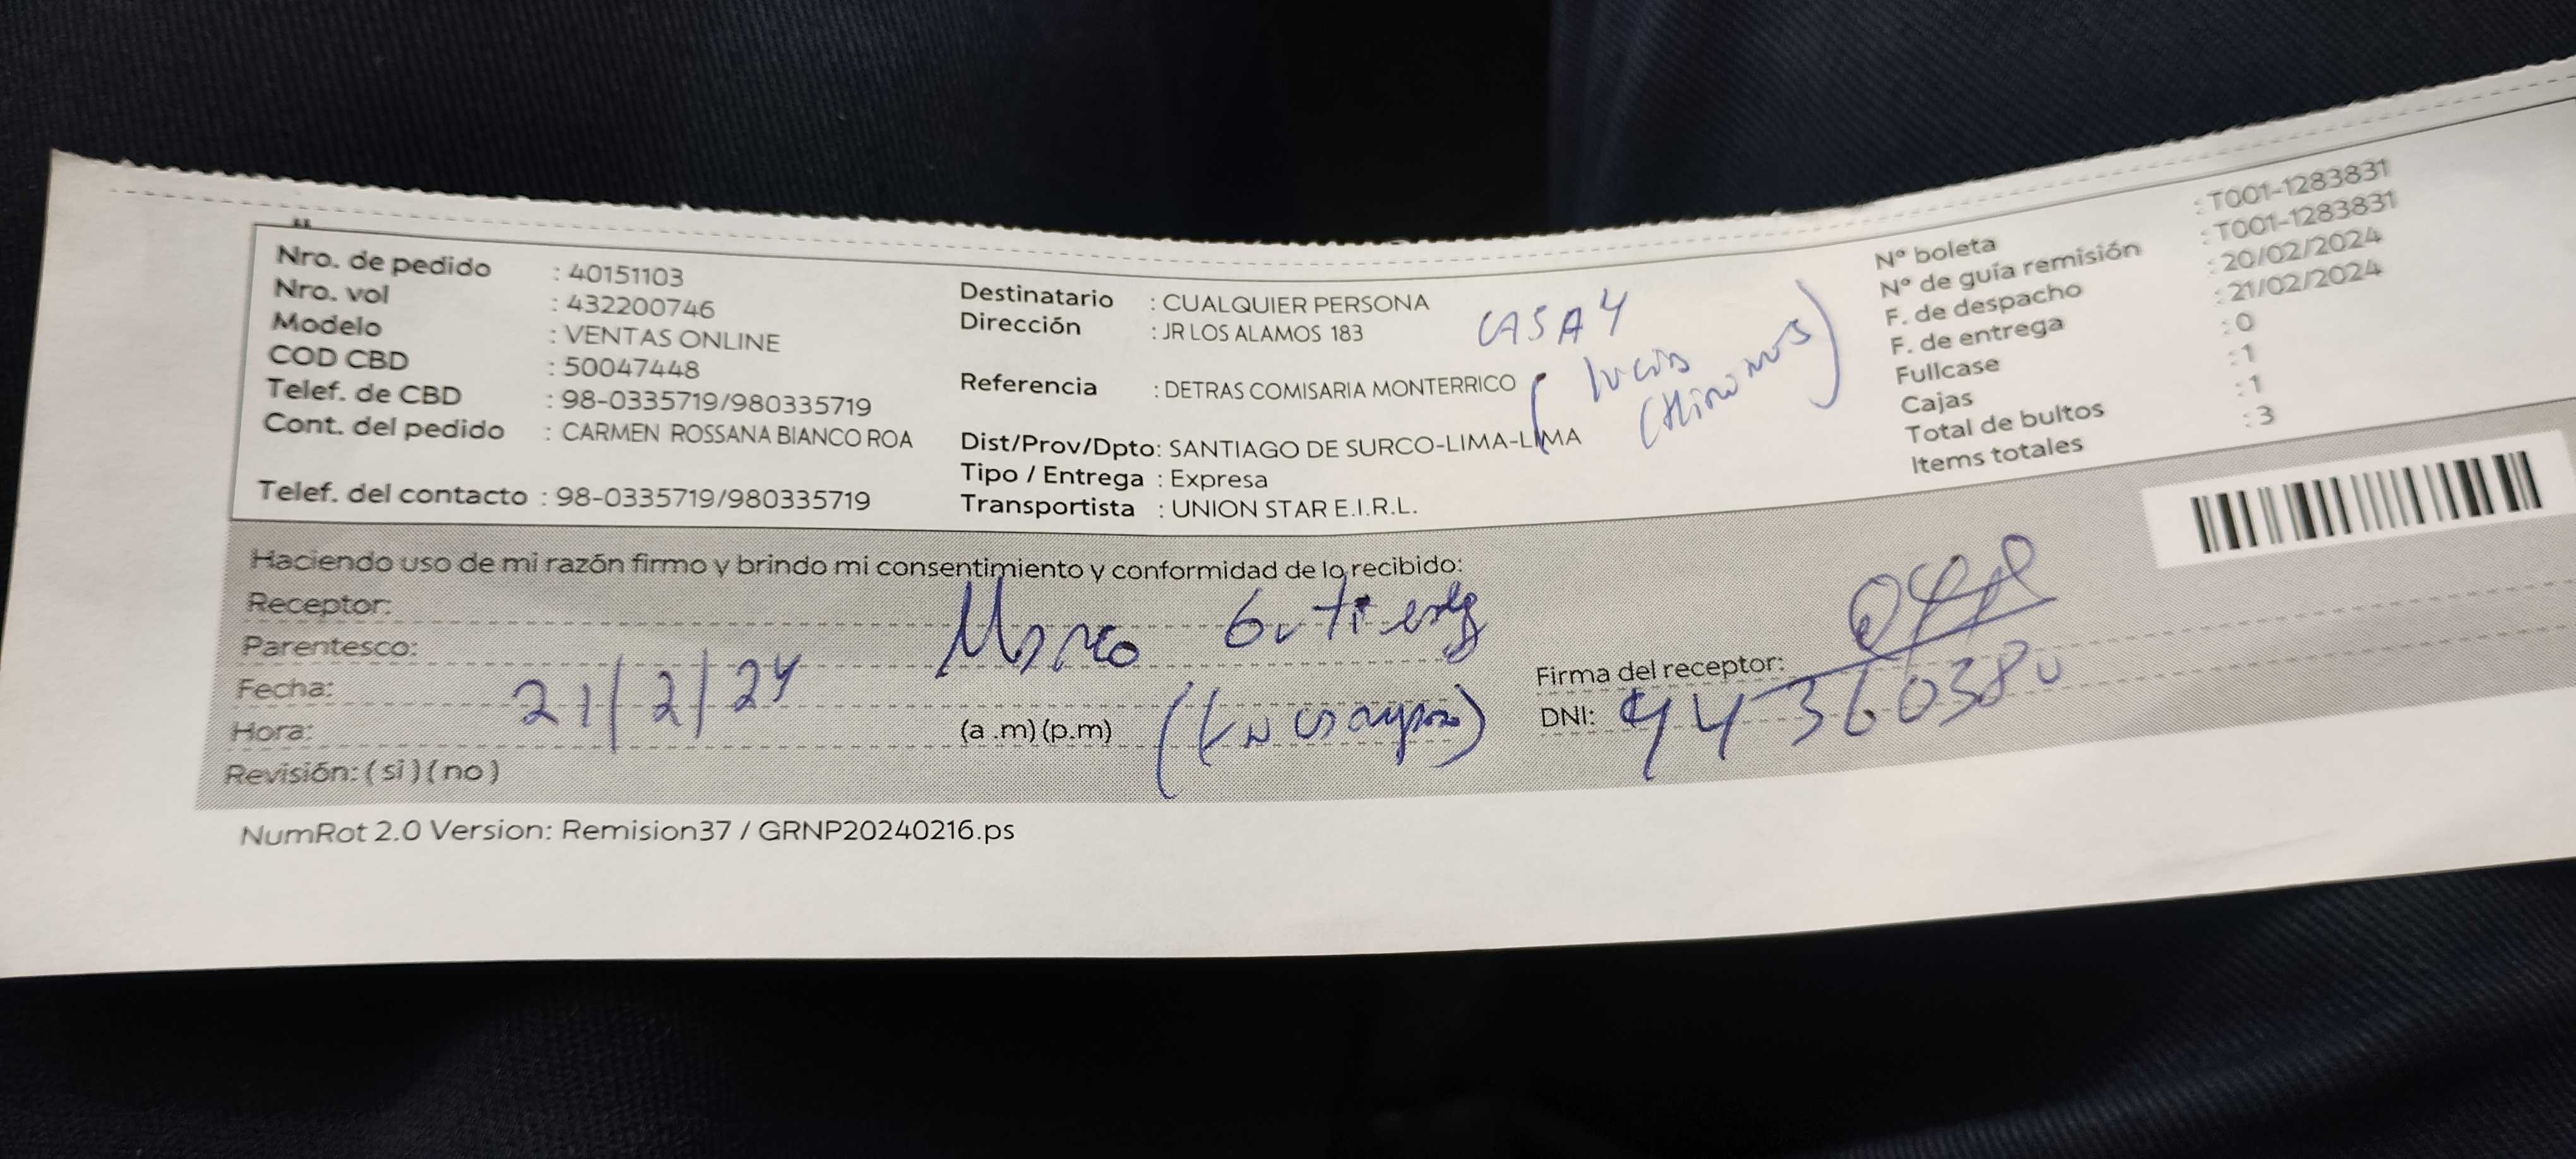 Nro. de pedido : 40151103
Nro. vol : 432200746
Modelo : VENTAS ONLINE
COD CBD : 50047448
Telef. de CBD : 98-0335719/980335719
Cont. del pedido : CARMEN ROSSANA BIANCO ROA
Telef. del contacto : 98-0335719/980335719
Destinatario : CUALQUIER PERSONA
Dirección : JR LOS ALAMOS 183 CASA 4
Referencia : DETRAS COMISARIA MONTERRICO
Dist/Prov/Dpto: SANTIAGO DE SURCO-LIMA-LIMA
Tipo / Entrega : Expresa
Transportista : UNION STAR E.I.R.L.
Nº boleta : T001-1283831
Nº de guía remisión : T001-1283831
F. de despacho : 20/02/2024
F. de entrega : 21/02/2024
Fullcase : 0
Cajas : 1
Total de bultos : 1
Items totales : 3
Haciendo uso de mi razón firmo y brindo mi consentimiento y conformidad de lo recibido:
Receptor: Marco
Parentesco:
Fecha: 21/2/24
Hora: (a .m) (p.m)
Revisión: ( si ) ( no )
Firma del receptor:
DNI: 44360380
NumRot 2.0 Version: Remision37 / GRNP20240216.ps